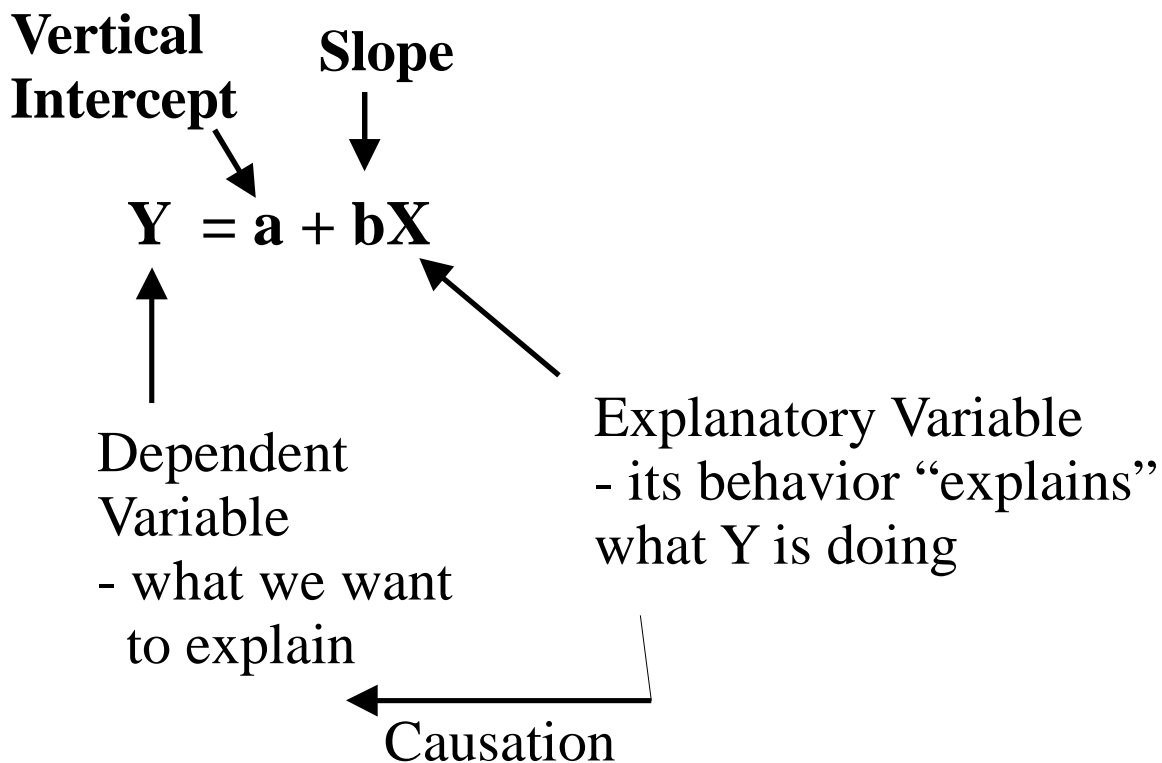 Vertical
Intercept
Slope
Y = a + bX
Dependent
Variable
- what we want
to explain
Explanatory Variable
- its behavior “explains”
what Y is doing
Causation